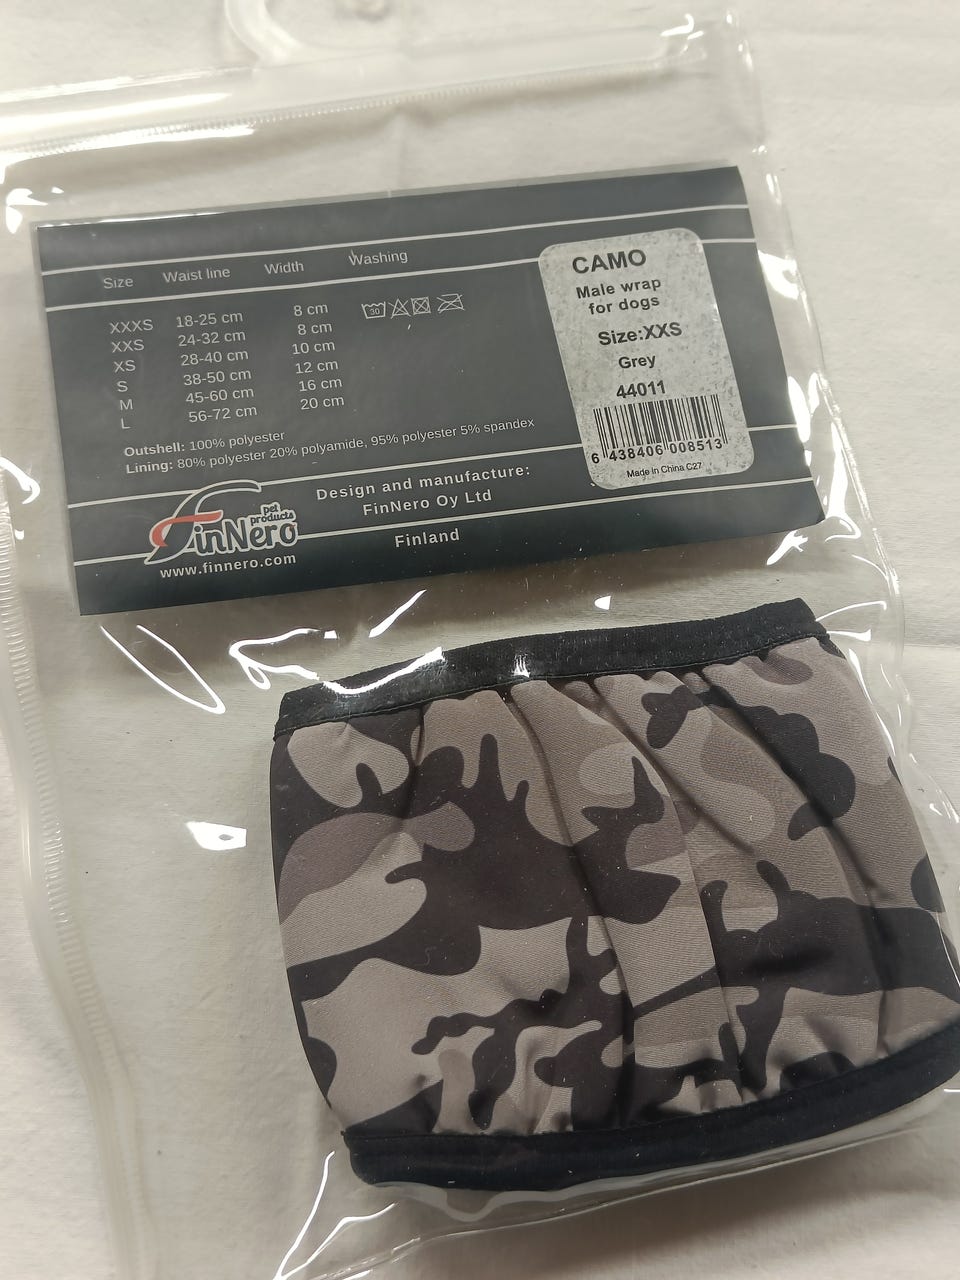 Size Waist line Width Washing
XXXS 18-25 cm 8 cm
XXS 24-32 cm 8 cm
XS 28-40 cm 10 cm
S 38-50 cm 12 cm
M 45-60 cm 16 cm
L 56-72 cm 20 cm
30
Outshell: 100% polyester
Lining: 80% polyester 20% polyamide, 95% polyester 5% spandex
FinNero pet products
www.finnero.com
Design and manufacture:
FinNero Oy Ltd
Finland
CAMO
Male wrap
for dogs
Size:XXS
Grey
44011
6 438406 008513
Made in China C27